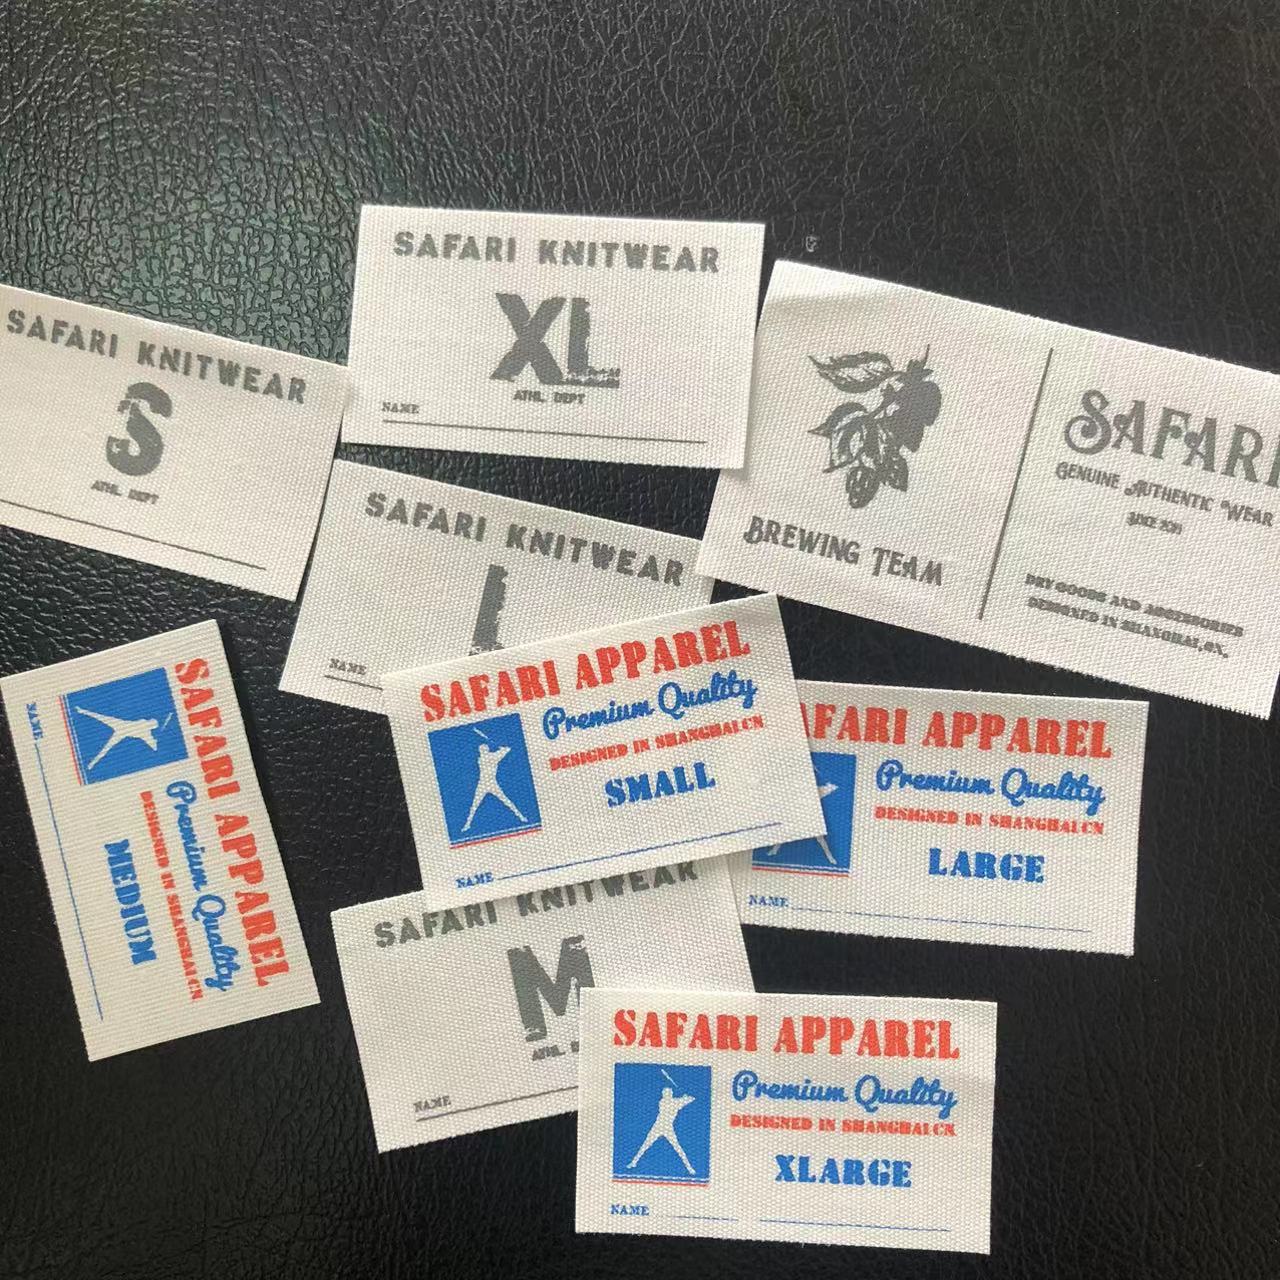 SAFARI KNITWEAR
XL
ATHL. DEPT
NAME
SAFARI KNITWEAR
S
ATHL. DEPT
BREWING TEAM
SAFARI
GENUINE AUTHENTIC WEAR
SINCE
DRY GOODS AND ACCESSORIES
DESIGNED IN SHANGHAI,CN.
SAFARI KNITWEAR
L
NAME
SAFARI APPAREL
Premium Quality
DESIGNED IN SHANGHAI.CN
MEDIUM
NAME
SAFARI APPAREL
Premium Quality
DESIGNED IN SHANGHAI.CN
SMALL
NAME
AFARI APPAREL
Premium Quality
DESIGNED IN SHANGHAI.CN
LARGE
NAME
SAFARI KNITWEAR
M
ATHL.
NAME
SAFARI APPAREL
Premium Quality
DESIGNED IN SHANGHAI.CN
XLARGE
NAME